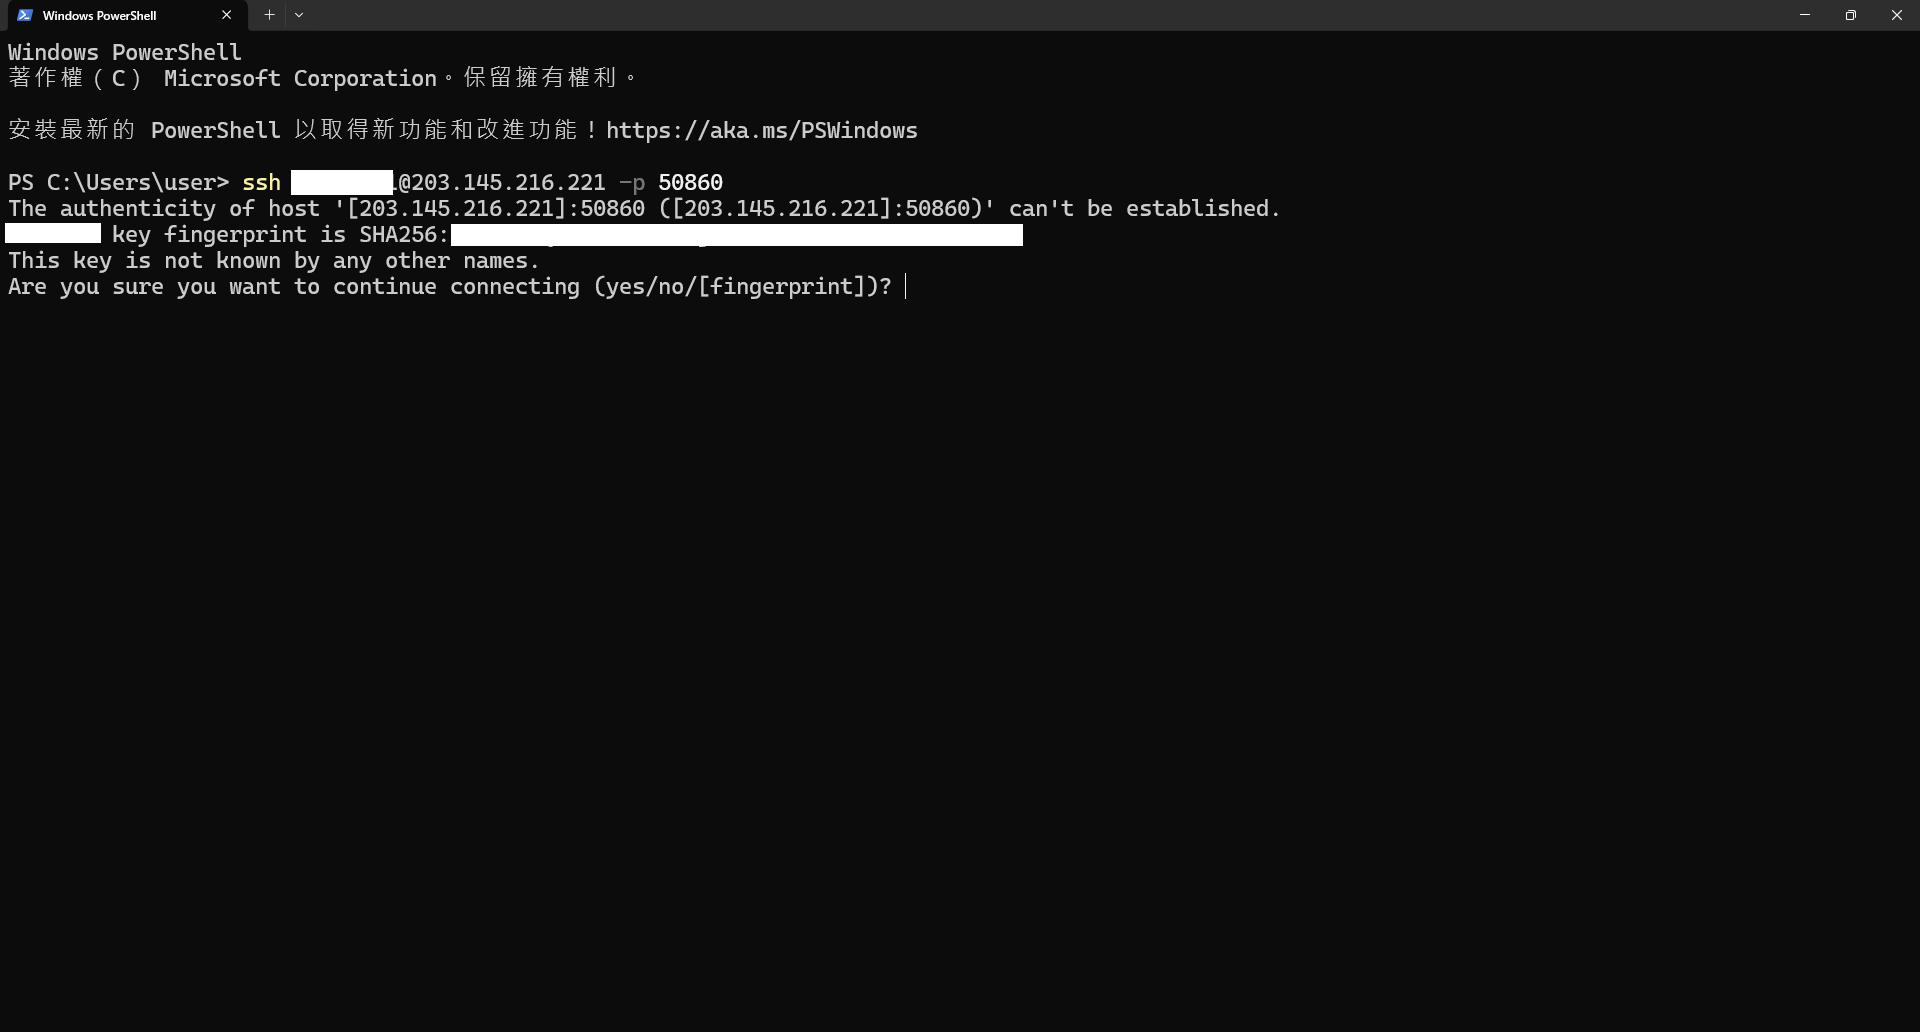 Windows PowerShell
Windows PowerShell
著作權（C） Microsoft Corporation。保留擁有權利。
安裝最新的 PowerShell 以取得新功能和改進功能！https://aka.ms/PSWindows
PS C:\Users\user> ssh @203.145.216.221 -p 50860
The authenticity of host '[203.145.216.221]:50860 ([203.145.216.221]:50860)' can't be established.
key fingerprint is SHA256:
This key is not known by any other names.
Are you sure you want to continue connecting (yes/no/[fingerprint])?